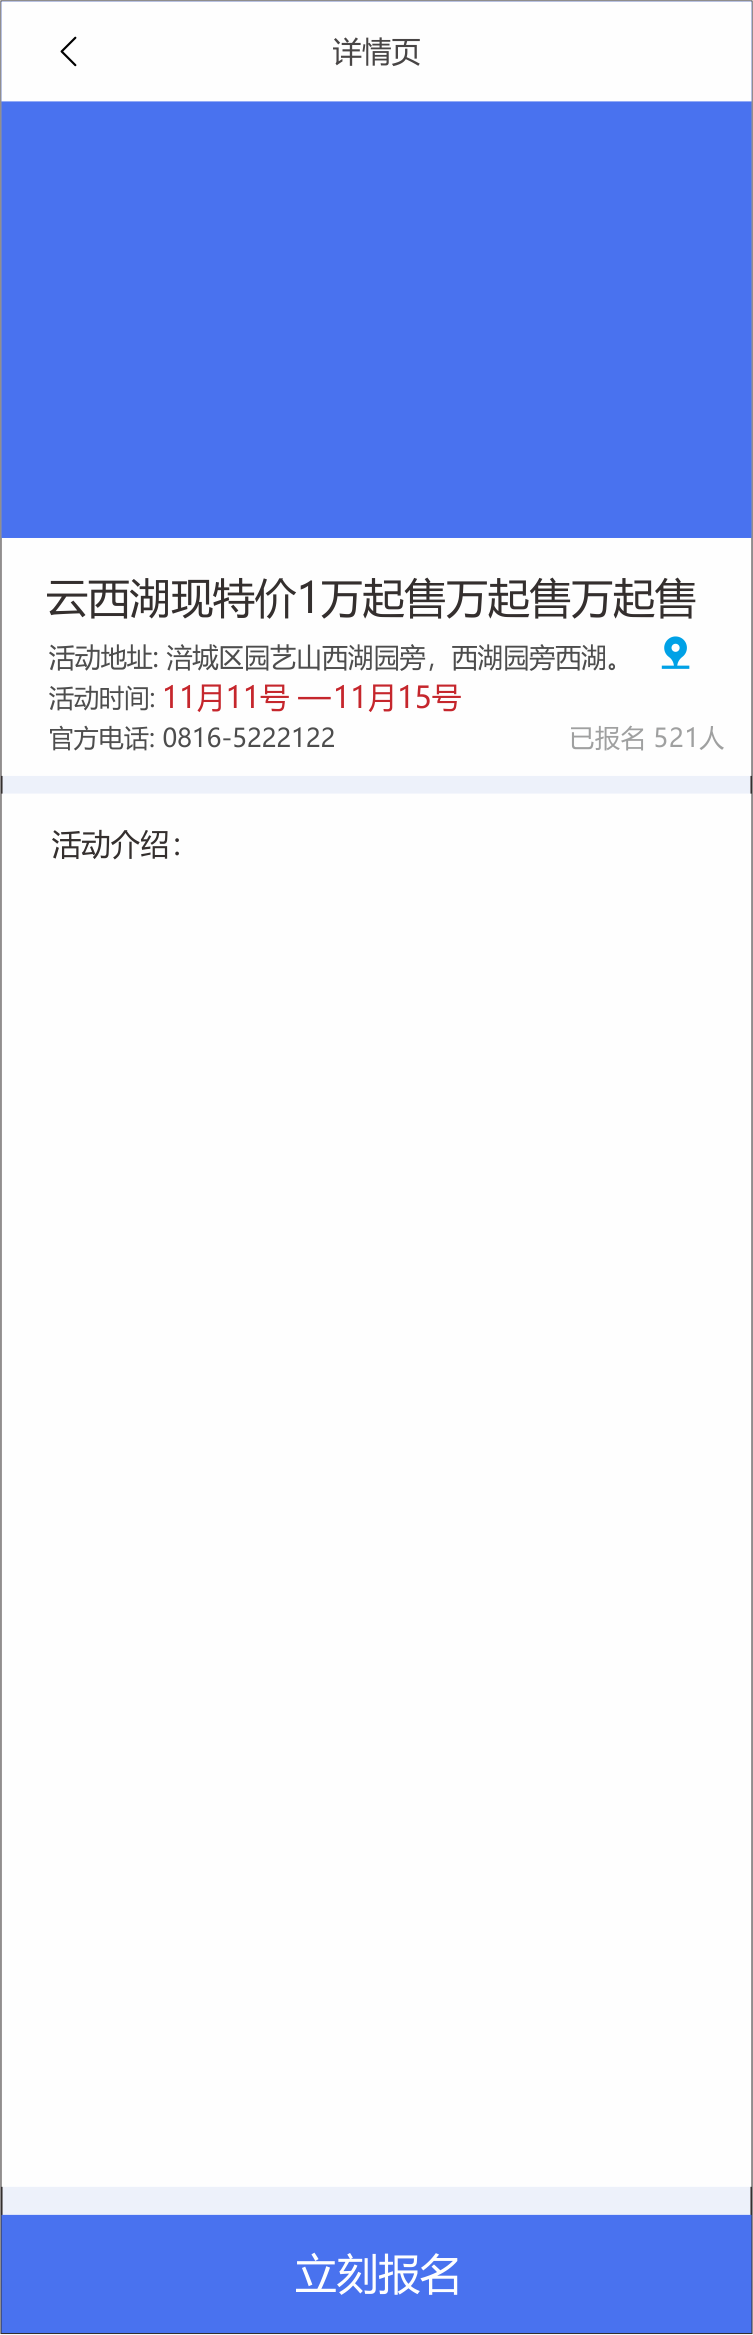 详情页
云西湖现特价1万起售万起售万起售
活动地址: 涪城区园艺山西湖园旁，西湖园旁西湖。
活动时间: 11月11号 —11月15号
官方电话: 0816-5222122 已报名 521人
活动介绍：
立刻报名